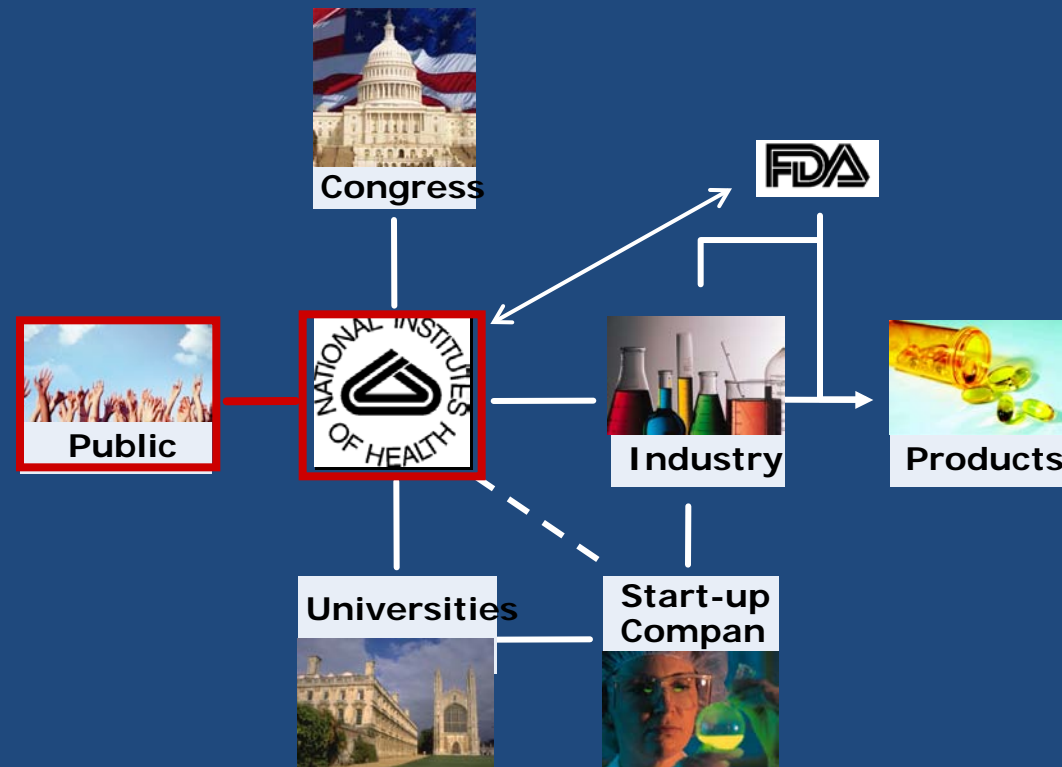 Congress
FDA
NATIONAL INSTITUTES
OF HEALTH
Public
Industry
Products
Universities
Start-up
Compan